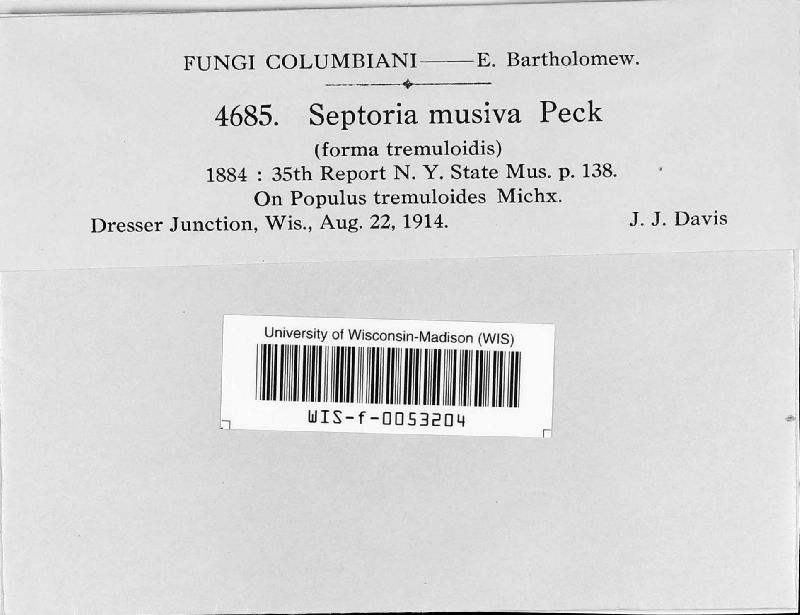 FUNGI COLUMBIANI——E. Bartholomew.
4685. Septoria musiva Peck
(forma tremuloidis)
1884 : 35th Report N. Y. State Mus. p. 138.
On Populus tremuloides Michx.
Dresser Junction, Wis., Aug. 22, 1914. J. J. Davis
University of Wisconsin-Madison (WIS)
WIS-f-0053204